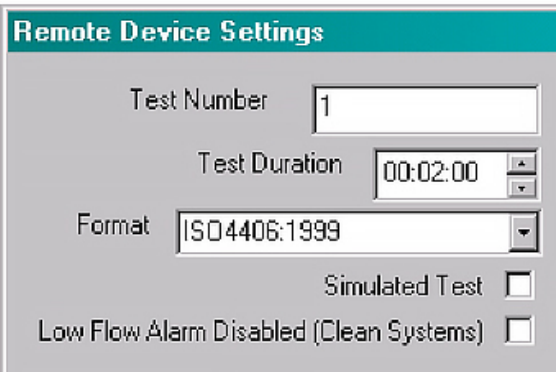 Remote Device Settings
Test Number 1
Test Duration 00:02:00
Format ISO4406:1999
Simulated Test
Low Flow Alarm Disabled (Clean Systems)